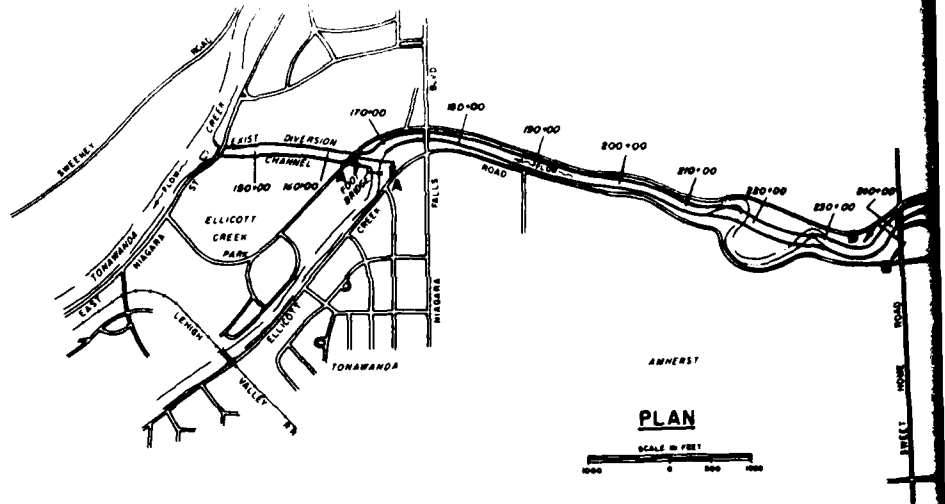 SWEENEY ROAD
TONAWANDA CREEK
FLOW
EAST NIAGARA ST
EXIST DIVERSION
CHANNEL
150+00
160+00
170+00
180+00
190+00
200+00
210+00
220+00
230+00
240+00
FLOW
FOOT
BRIDGE
A
A
ELLICOTT
CREEK
PARK
ELLICOTT CREEK
ROAD
NIAGARA FALLS BLVD
LEHIGH VALLEY RR
TONAWANDA
AMHERST
SWEET HOME ROAD
PLAN
SCALE IN FEET
1000 0 500 1000